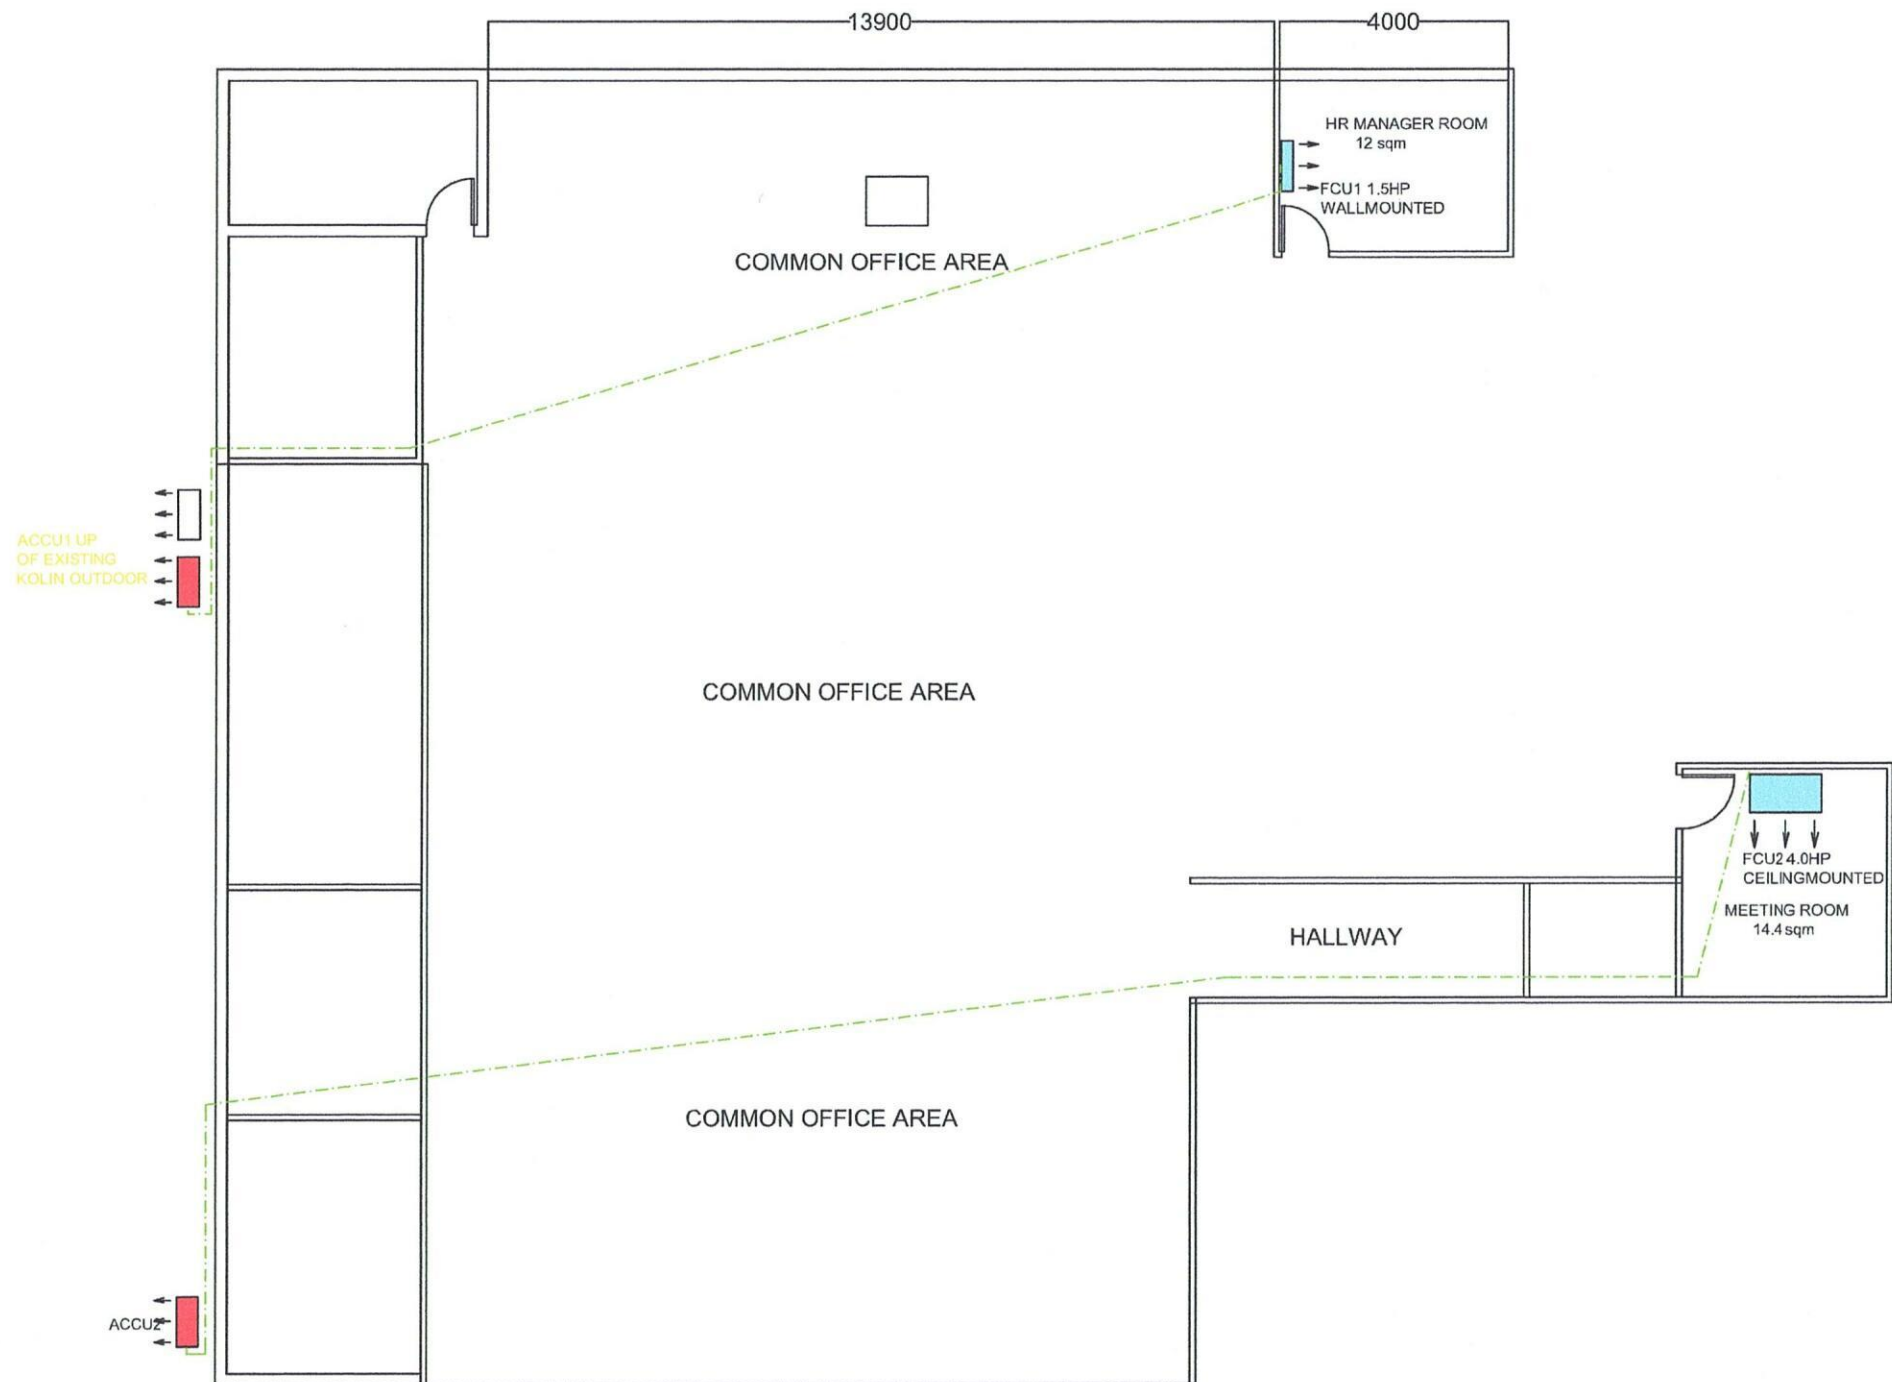 13900
4000
HR MANAGER ROOM
12 sqm
FCU1 1.5HP
WALLMOUNTED
COMMON OFFICE AREA
ACCU1 UP
OF EXISTING
KOLIN OUTDOOR
COMMON OFFICE AREA
FCU2 4.0HP
CEILINGMOUNTED
MEETING ROOM
14.4 sqm
HALLWAY
COMMON OFFICE AREA
ACCU2